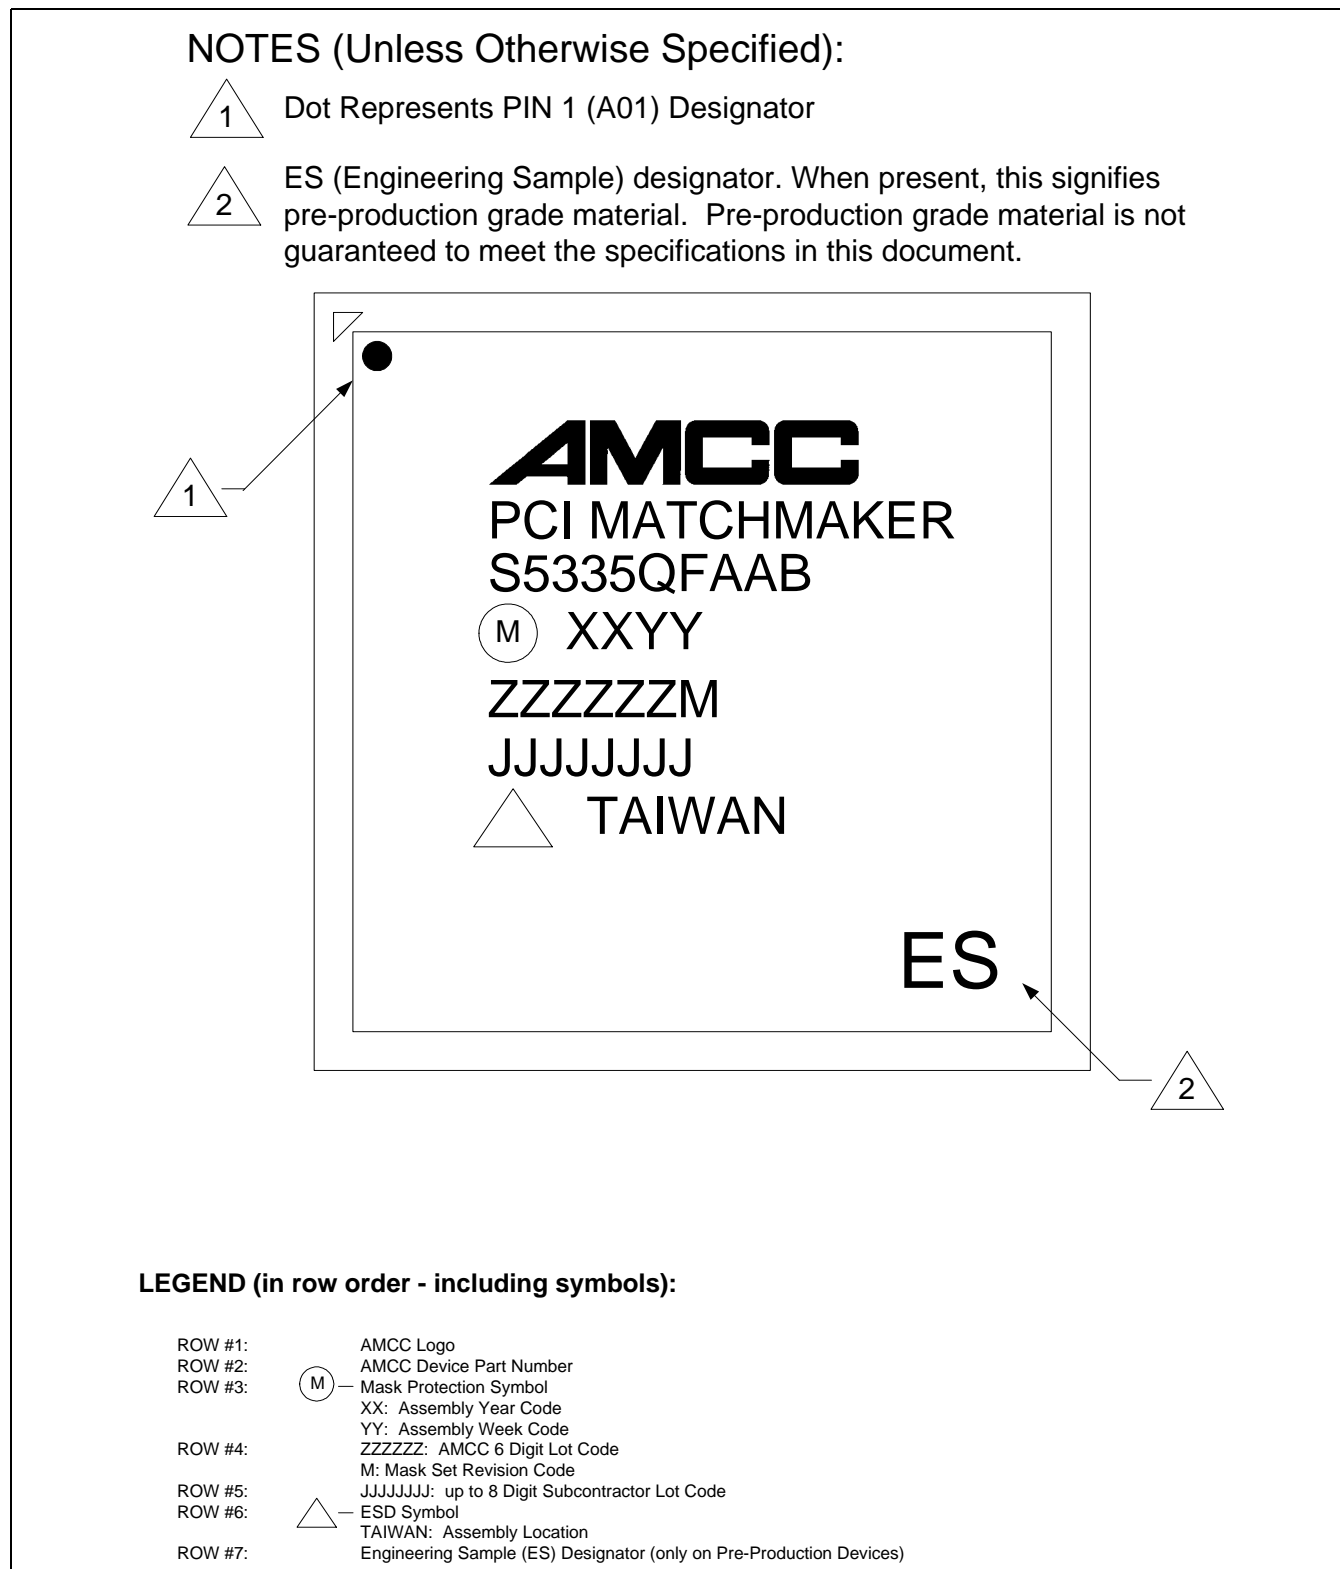 NOTES (Unless Otherwise Specified):
1 Dot Represents PIN 1 (A01) Designator
2 ES (Engineering Sample) designator. When present, this signifies
pre-production grade material. Pre-production grade material is not
guaranteed to meet the specifications in this document.
AMCC
1
PCI MATCHMAKER
S5335QFAAB
M XXYY
ZZZZZZM
JJJJJJJJ
TAIWAN
ES
2
LEGEND (in row order - including symbols):
ROW #1: AMCC Logo
ROW #2: AMCC Device Part Number
ROW #3: M Mask Protection Symbol
XX: Assembly Year Code
YY: Assembly Week Code
ROW #4: ZZZZZZ: AMCC 6 Digit Lot Code
M: Mask Set Revision Code
ROW #5: JJJJJJJJ: up to 8 Digit Subcontractor Lot Code
ROW #6: ESD Symbol
TAIWAN: Assembly Location
ROW #7: Engineering Sample (ES) Designator (only on Pre-Production Devices)